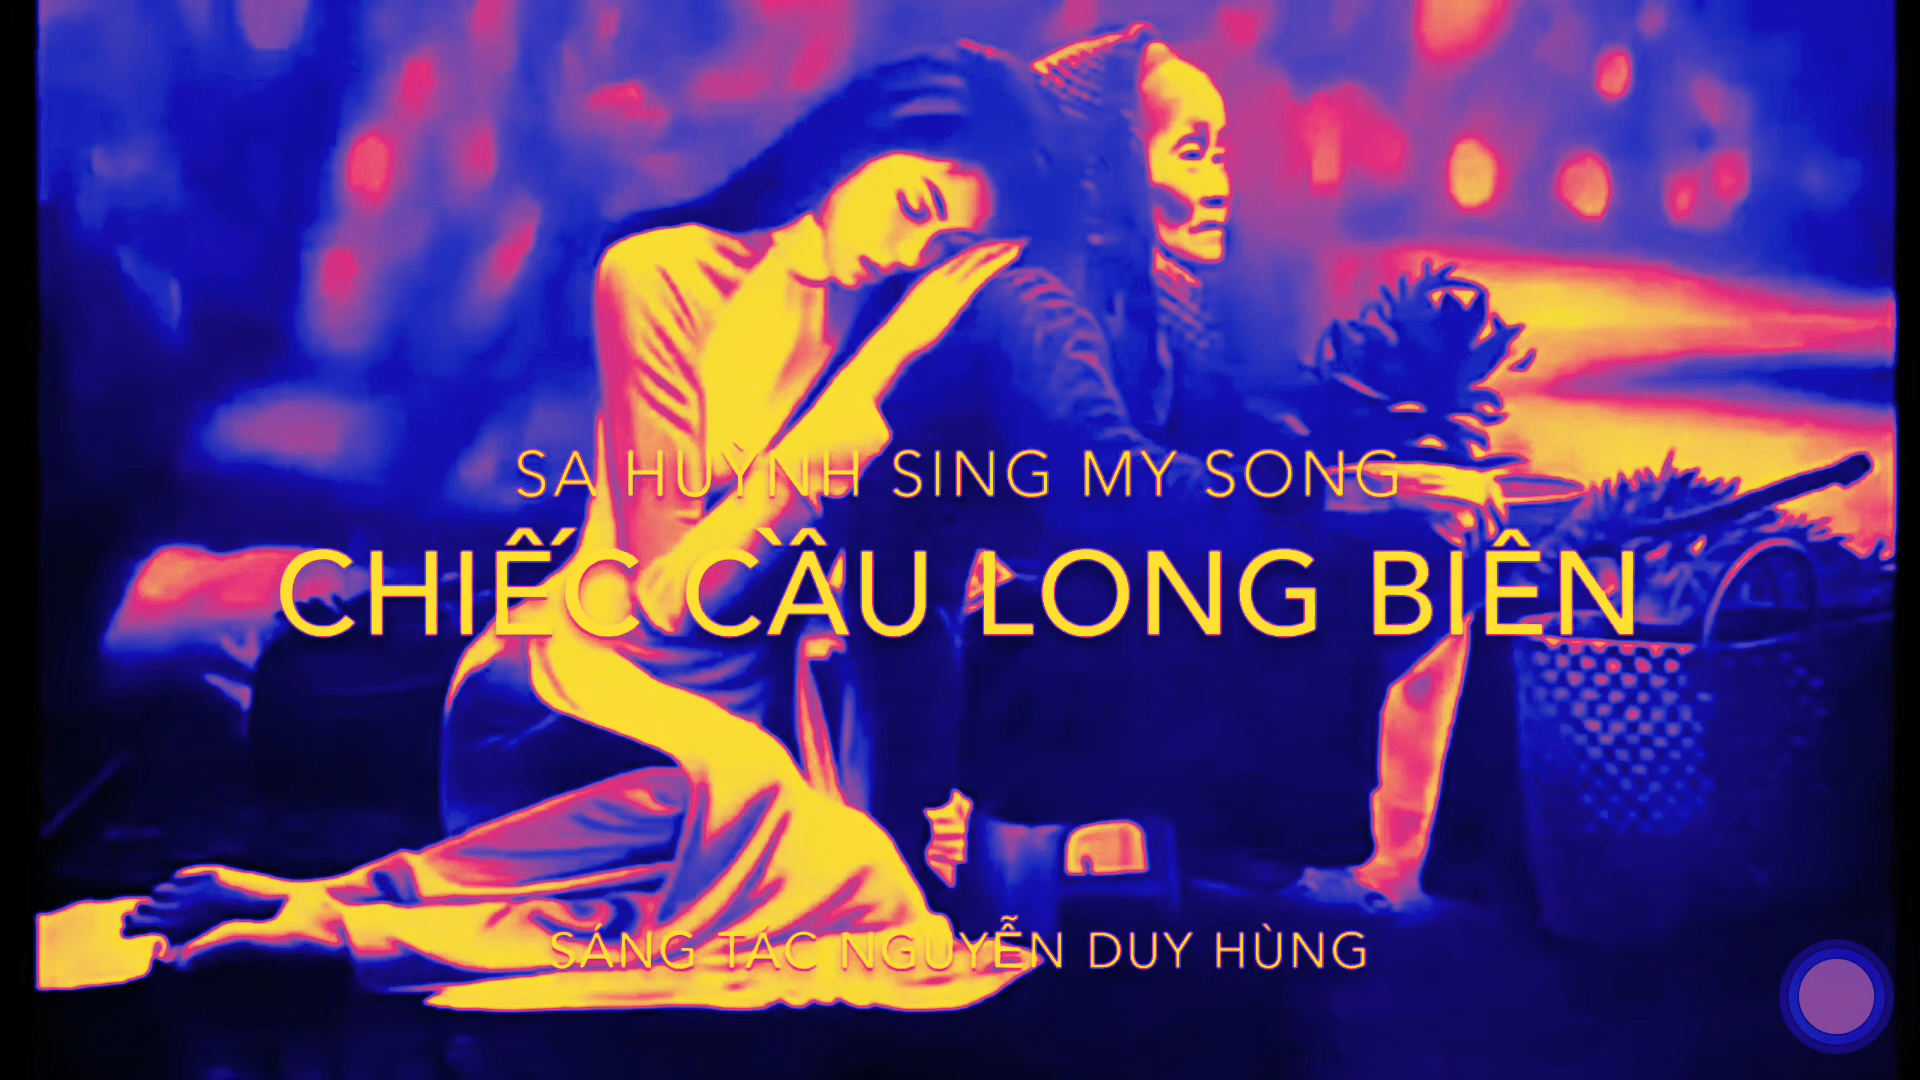 SA HUỲNH SING MY SONG
CHIẾC CẦU LONG BIÊN
SÁNG TÁC NGUYỄN DUY HÙNG